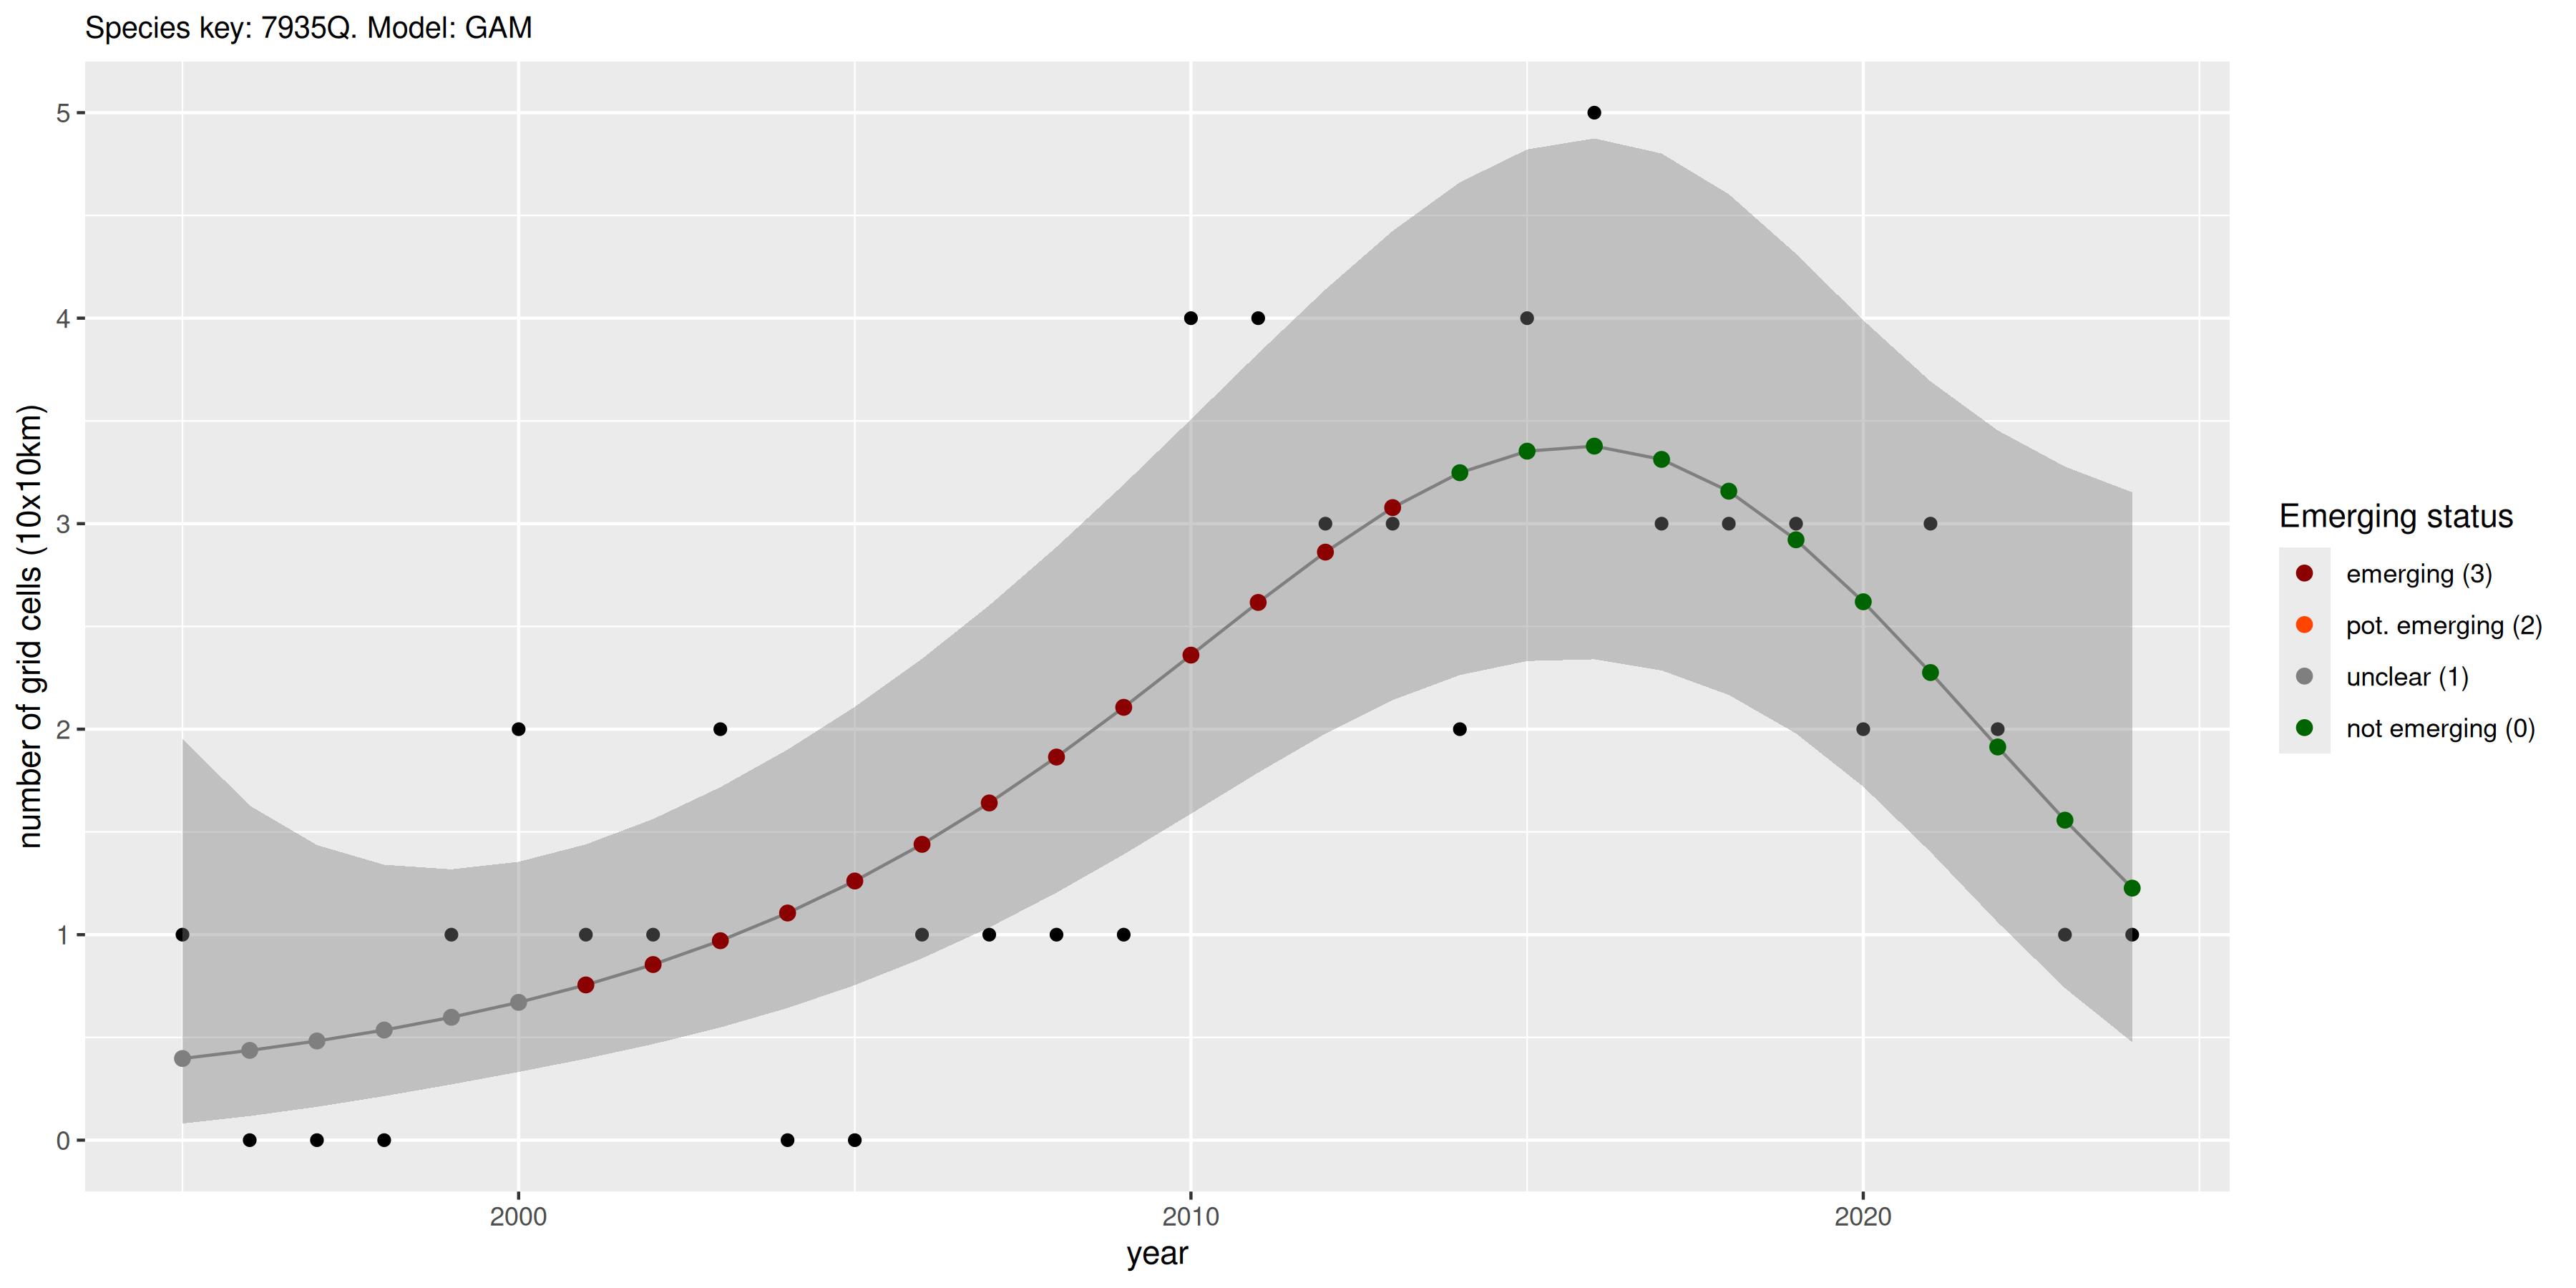 Species key: 7935Q. Model: GAM
number of grid cells (10x10km)
5
4
3
2
1
0
2000
2010
2020
year
Emerging status
emerging (3)
pot. emerging (2)
unclear (1)
not emerging (0)